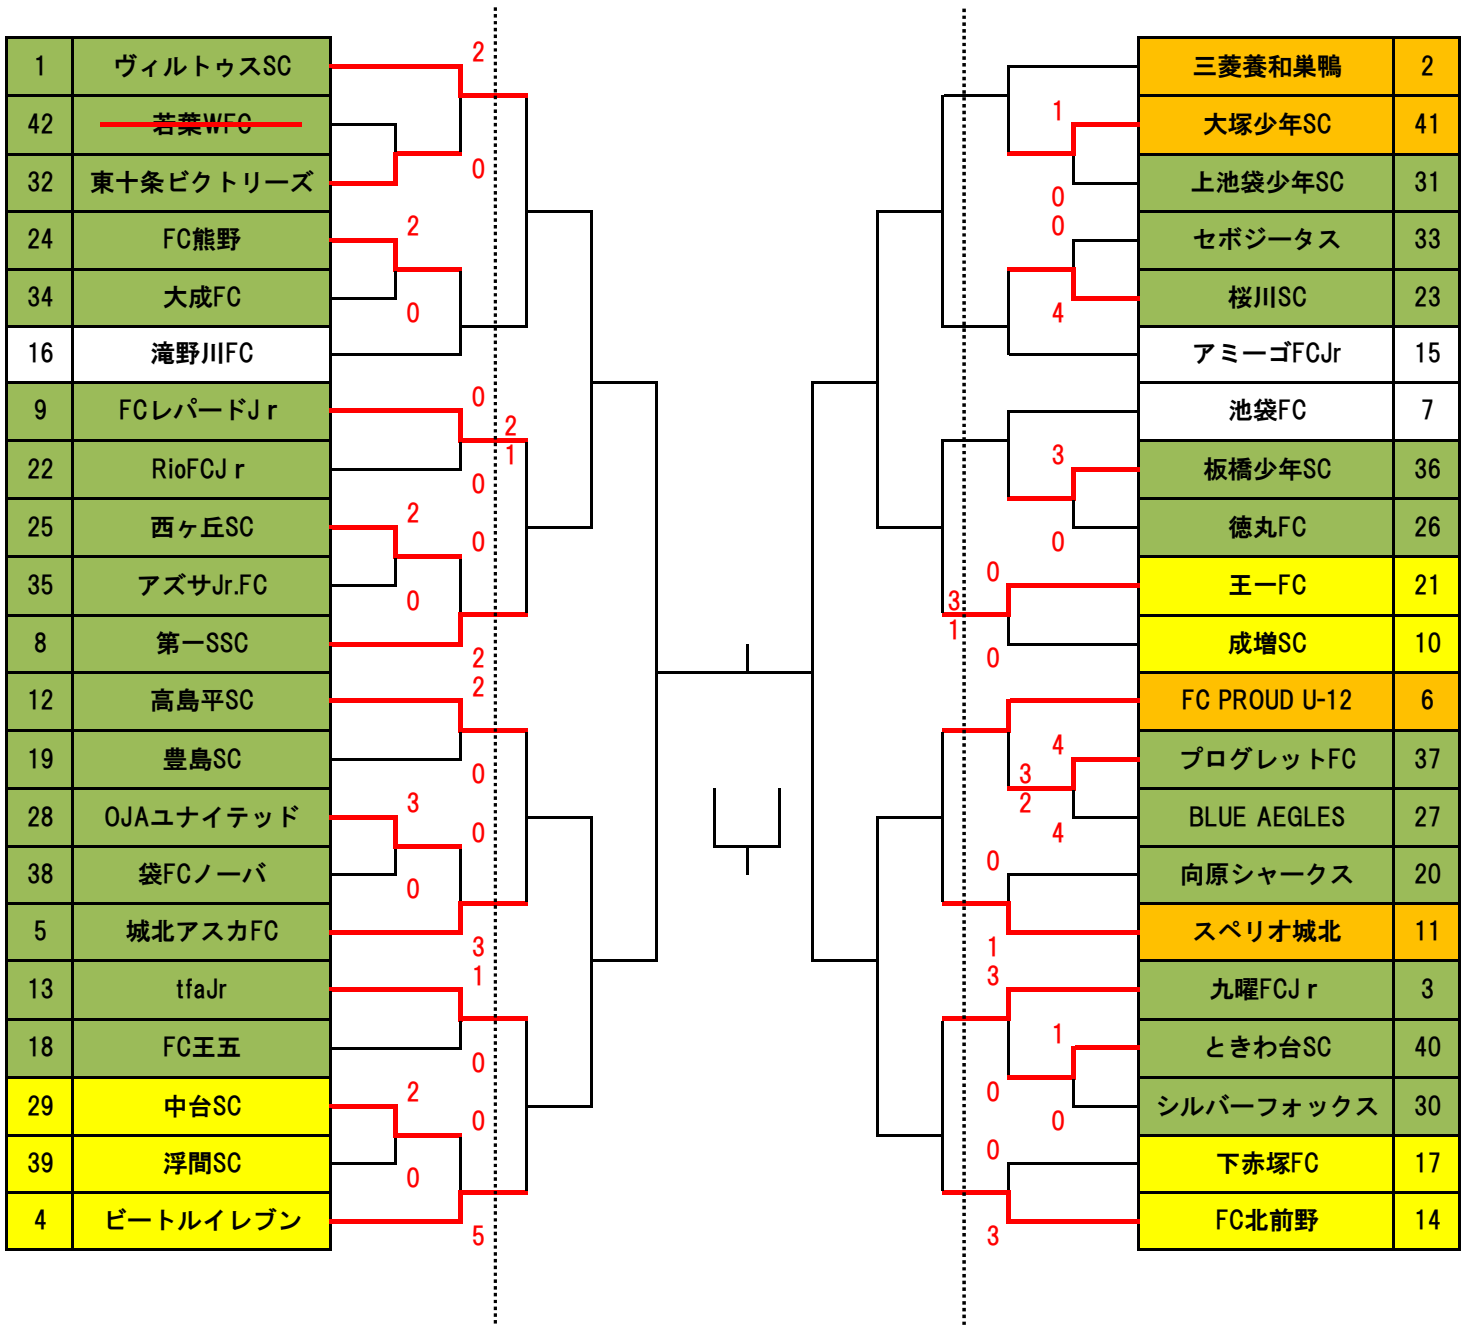 1 ヴィルトゥスSC
42 若葉WFC
32 東十条ビクトリーズ
24 FC熊野
34 大成FC
16 滝野川FC
9 FCレパードJr
22 RioFCJr
25 西ヶ丘SC
35 アズサJr.FC
8 第一SSC
12 高島平SC
19 豊島SC
28 OJAユナイテッド
38 袋FCノーバ
5 城北アスカFC
13 tfaJr
18 FC王五
29 中台SC
39 浮間SC
4 ビートルイレブン
2
0
2
0
0
2
1
0
2
0
0
2
2
0
3
0
0
3
1
0
2
0
0
5
1
0
0
4
3
0
0
3
1
0
4
3
2
4
0
1
3
1
0
0
0
3
三菱養和巣鴨 2
大塚少年SC 41
上池袋少年SC 31
セボジータス 33
桜川SC 23
アミーゴFCJr 15
池袋FC 7
板橋少年SC 36
徳丸FC 26
王一FC 21
成増SC 10
FC PROUD U-12 6
プログレットFC 37
BLUE AEGLES 27
向原シャークス 20
スペリオ城北 11
九曜FCJr 3
ときわ台SC 40
シルバーフォックス 30
下赤塚FC 17
FC北前野 14